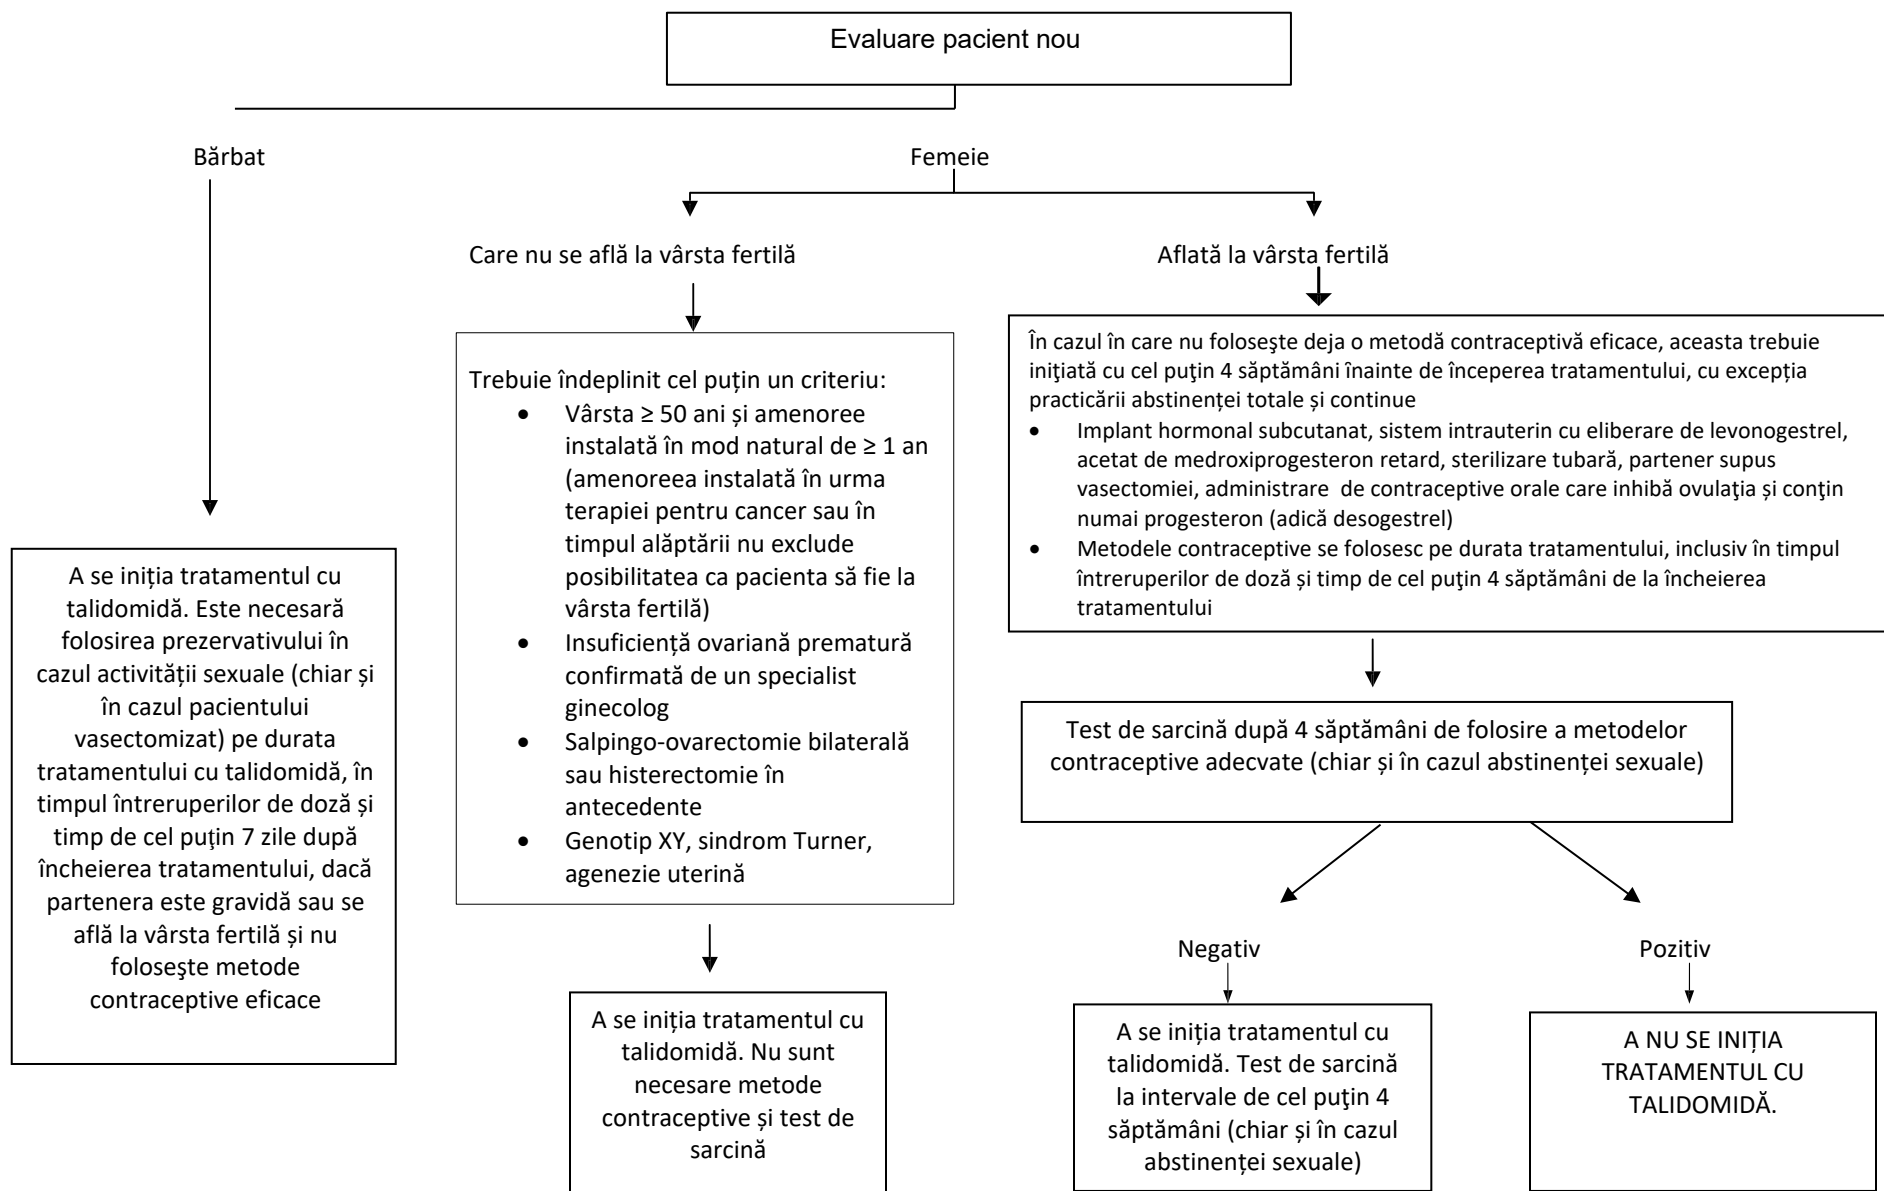 Evaluare pacient nou
Bărbat
Femeie
Care nu se află la vârsta fertilă
Aflată la vârsta fertilă
A se iniția tratamentul cu
talidomidă. Este necesară
folosirea prezervativului în
cazul activității sexuale (chiar și
în cazul pacientului
vasectomizat) pe durata
tratamentului cu talidomidă, în
timpul întreruperilor de doză și
timp de cel puţin 7 zile după
încheierea tratamentului, dacă
partenera este gravidă sau se
află la vârsta fertilă și nu
foloseşte metode
contraceptive eficace
Trebuie îndeplinit cel puțin un criteriu:
• Vârsta ≥ 50 ani și amenoree
instalată în mod natural de ≥ 1 an
(amenoreea instalată în urma
terapiei pentru cancer sau în
timpul alăptării nu exclude
posibilitatea ca pacienta să fie la
vârsta fertilă)
• Insuficiență ovariană prematură
confirmată de un specialist
ginecolog
• Salpingo-ovarectomie bilaterală
sau histerectomie în
antecedente
• Genotip XY, sindrom Turner,
agenezie uterină
A se iniția tratamentul cu
talidomidă. Nu sunt
necesare metode
contraceptive și test de
sarcină
În cazul în care nu foloseşte deja o metodă contraceptivă eficace, aceasta trebuie
iniţiată cu cel puţin 4 săptămâni înainte de începerea tratamentului, cu excepția
practicării abstinenței totale și continue
• Implant hormonal subcutanat, sistem intrauterin cu eliberare de levonogestrel,
acetat de medroxiprogesteron retard, sterilizare tubară, partener supus
vasectomiei, administrare de contraceptive orale care inhibă ovulaţia și conţin
numai progesteron (adică desogestrel)
• Metodele contraceptive se folosesc pe durata tratamentului, inclusiv în timpul
întreruperilor de doză și timp de cel puţin 4 săptămâni de la încheierea
tratamentului
Test de sarcină după 4 săptămâni de folosire a metodelor
contraceptive adecvate (chiar și în cazul abstinenței sexuale)
Negativ
Pozitiv
A se iniția tratamentul cu
talidomidă. Test de sarcină
la intervale de cel puţin 4
săptămâni (chiar și în cazul
abstinenței sexuale)
A NU SE INIȚIA
TRATAMENTUL CU
TALIDOMIDĂ.